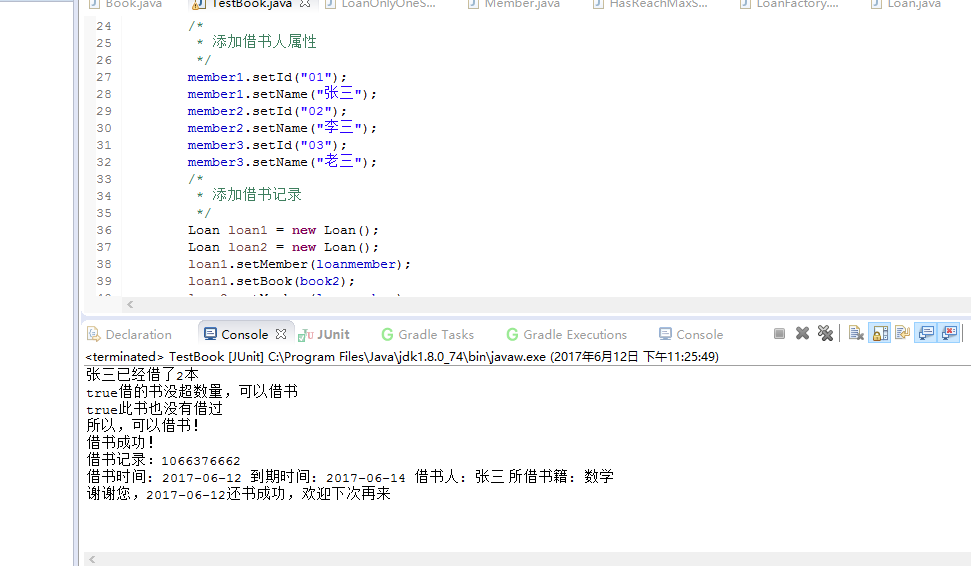 Book.java TestBook.java LoanOnlyOneS... Member.java HasReachMaxS... LoanFactory.... Loan.java
24 /*
25 * 添加借书人属性
26 */
27 member1.setId("01");
28 member1.setName("张三");
29 member2.setId("02");
30 member2.setName("李三");
31 member3.setId("03");
32 member3.setName("老三");
33 /*
34 * 添加借书记录
35 */
36 Loan loan1 = new Loan();
37 Loan loan2 = new Loan();
38 loan1.setMember(loanmember);
39 loan1.setBook(book2);
Declaration Console JUnit Gradle Tasks Gradle Executions Console
<terminated> TestBook [JUnit] C:\Program Files\Java\jdk1.8.0_74\bin\javaw.exe (2017年6月12日 下午11:25:49)
张三已经借了2本
true借的书没超数量，可以借书
true此书也没有借过
所以，可以借书！
借书成功！
借书记录：1066376662
借书时间：2017-06-12 到期时间：2017-06-14 借书人：张三 所借书籍：数学
谢谢您，2017-06-12还书成功，欢迎下次再来